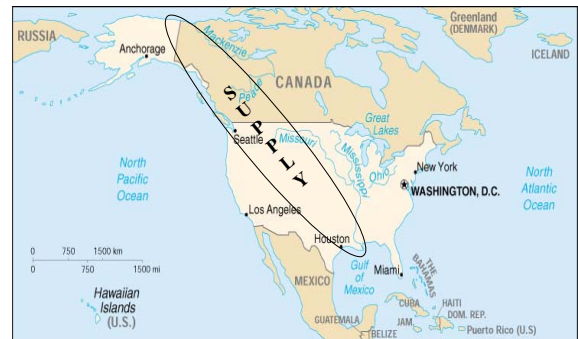 Greenland
(DENMARK)
RUSSIA
ICELAND
Anchorage
Mackenzie
CANADA
Peace
SUPPLY
Great
Lakes
Seattle
Missouri
Mississippi
Ohio
New York
WASHINGTON, D.C.
North
Pacific
Ocean
North
Atlantic
Ocean
Los Angeles
Houston
0 750 1500 km
0 750 1500 mi
Gulf
of
Mexico
Miami
THE
BAHAMAS
MEXICO
Hawaiian
Islands
(U.S.)
CUBA
HAITI
DOM. REP.
JAM.
Puerto Rico (U.S)
GUATEMALA
BELIZE